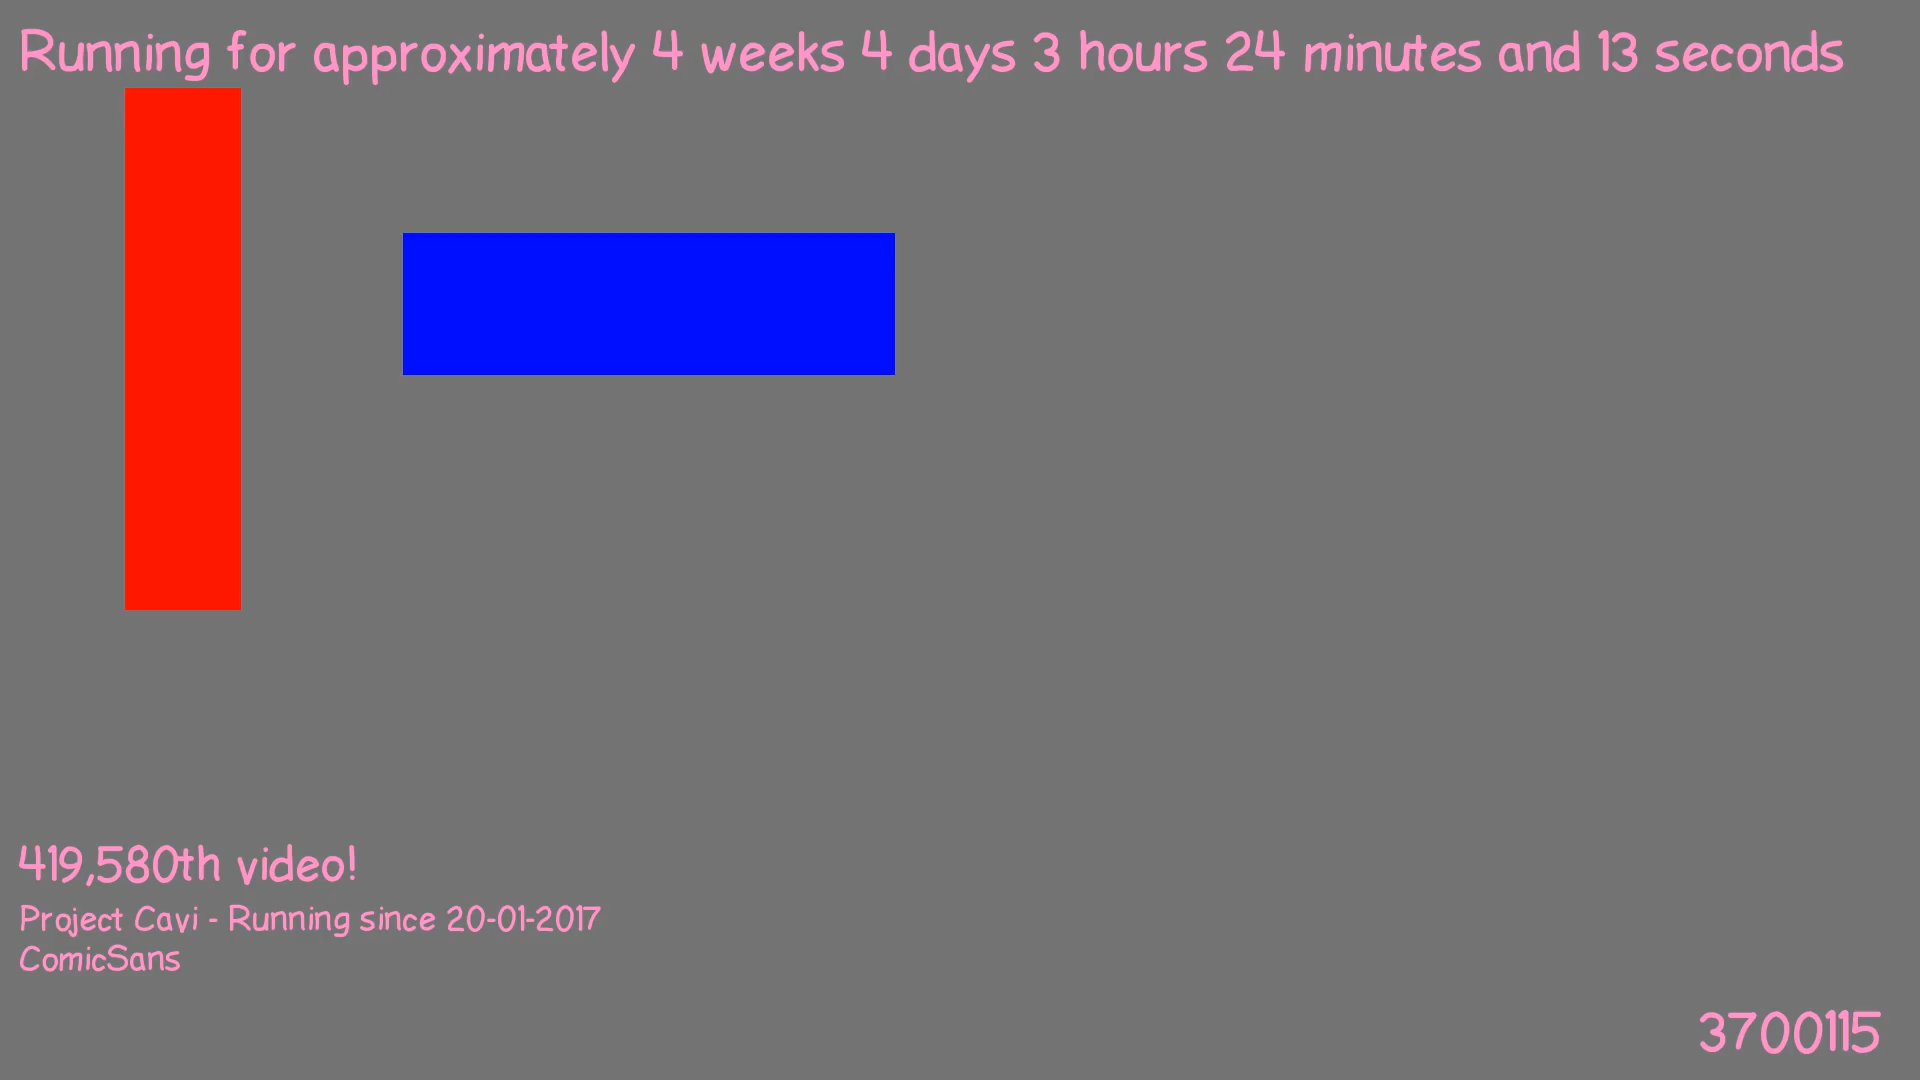 Running for approximately 4 weeks 4 days 3 hours 24 minutes and 13 seconds
419,580th video!
Project Cavi - Running since 20-01-2017
ComicSans
3700115